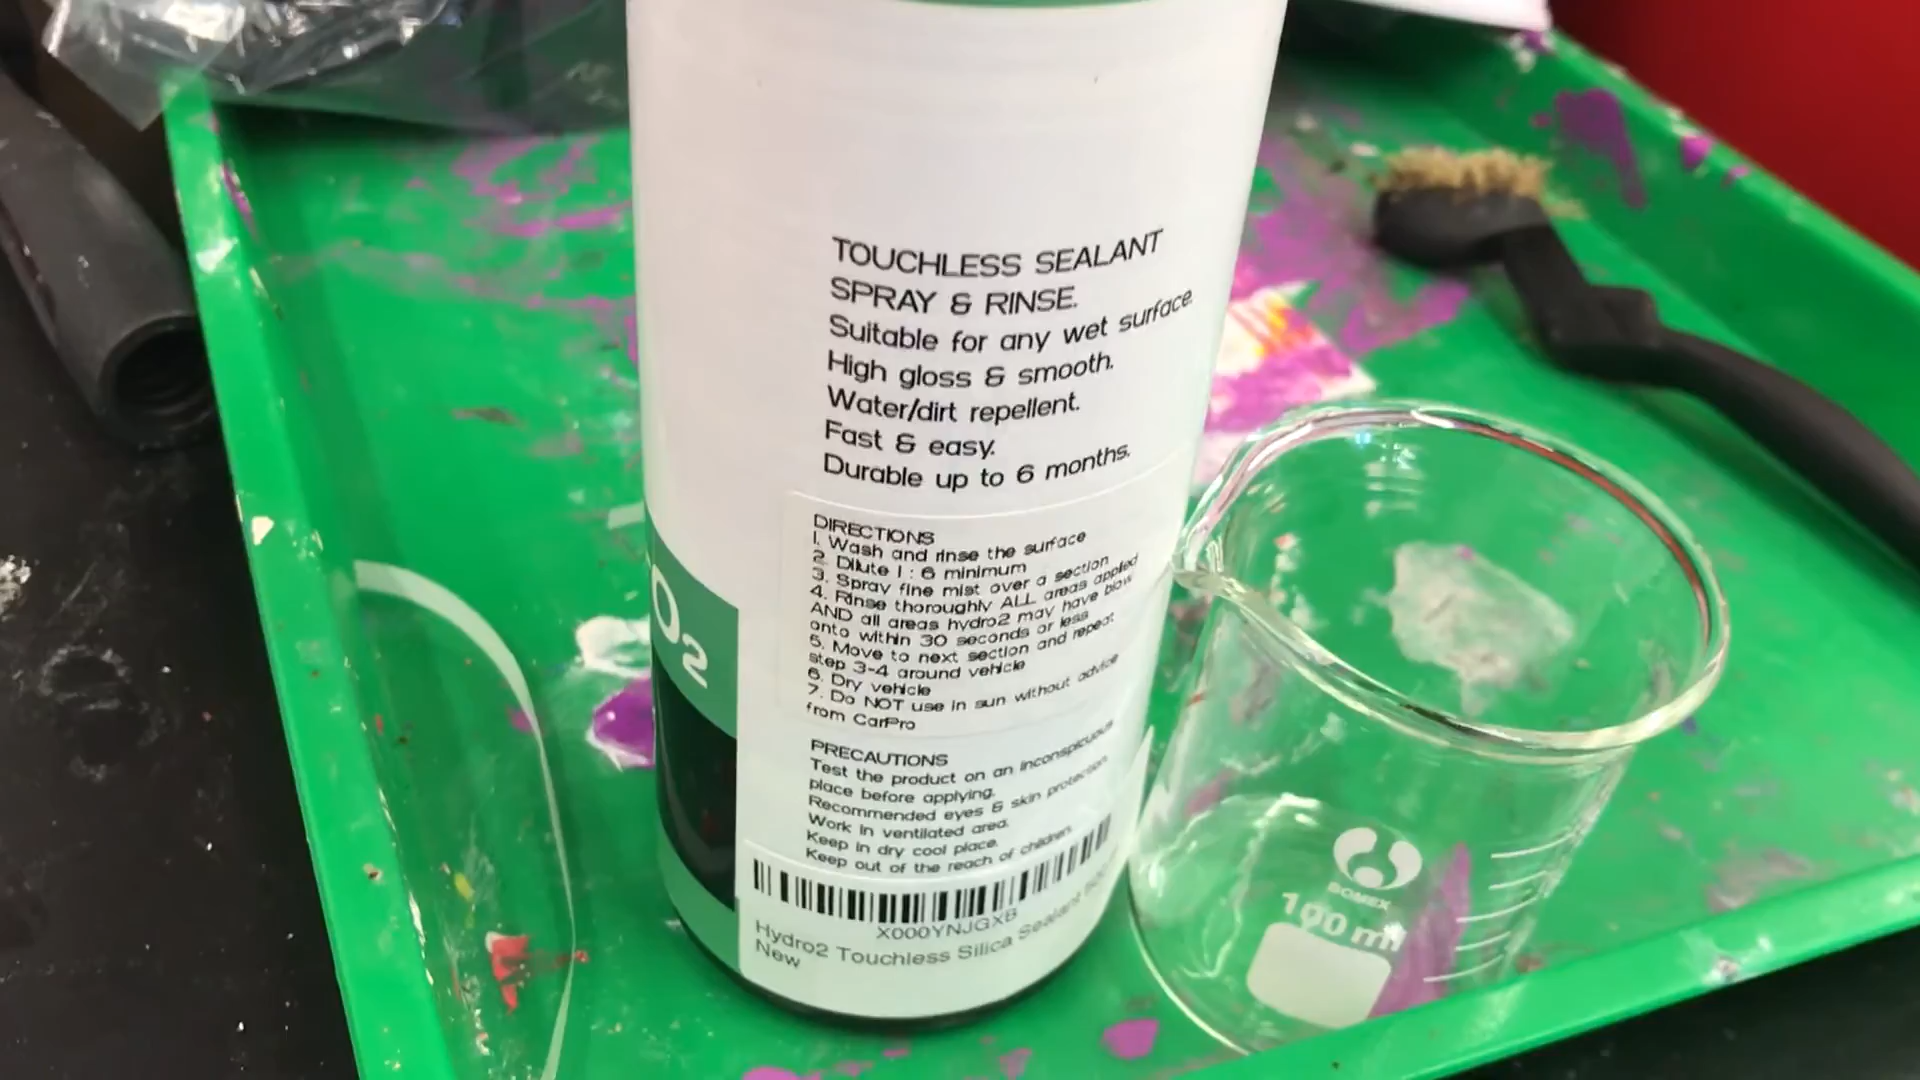 TOUCHLESS SEALANT
SPRAY & RINSE.
Suitable for any wet surface.
High gloss & smooth.
Water/dirt repellent.
Fast & easy.
Durable up to 6 months.
DIRECTIONS
1. Wash and rinse the surface
2. Dilute 1 : 6 minimum
3. Spray fine mist over a section
4. Rinse thoroughly ALL areas applied
AND all areas hydro2 may have blow
onto within 30 seconds or less
5. Move to next section and repeat
step 3-4 around vehicle
6. Dry vehicle
7. Do NOT use in sun without advice
from CarPro
PRECAUTIONS
Test the product on an inconspicuous
place before applying.
Recommended eyes & skin protection.
Work in ventilated area.
Keep in dry cool place.
Keep out of the reach of children.
X000YNJGXB
Hydro2 Touchless Silica Sealant
New
O2
BOMEX
100 ml